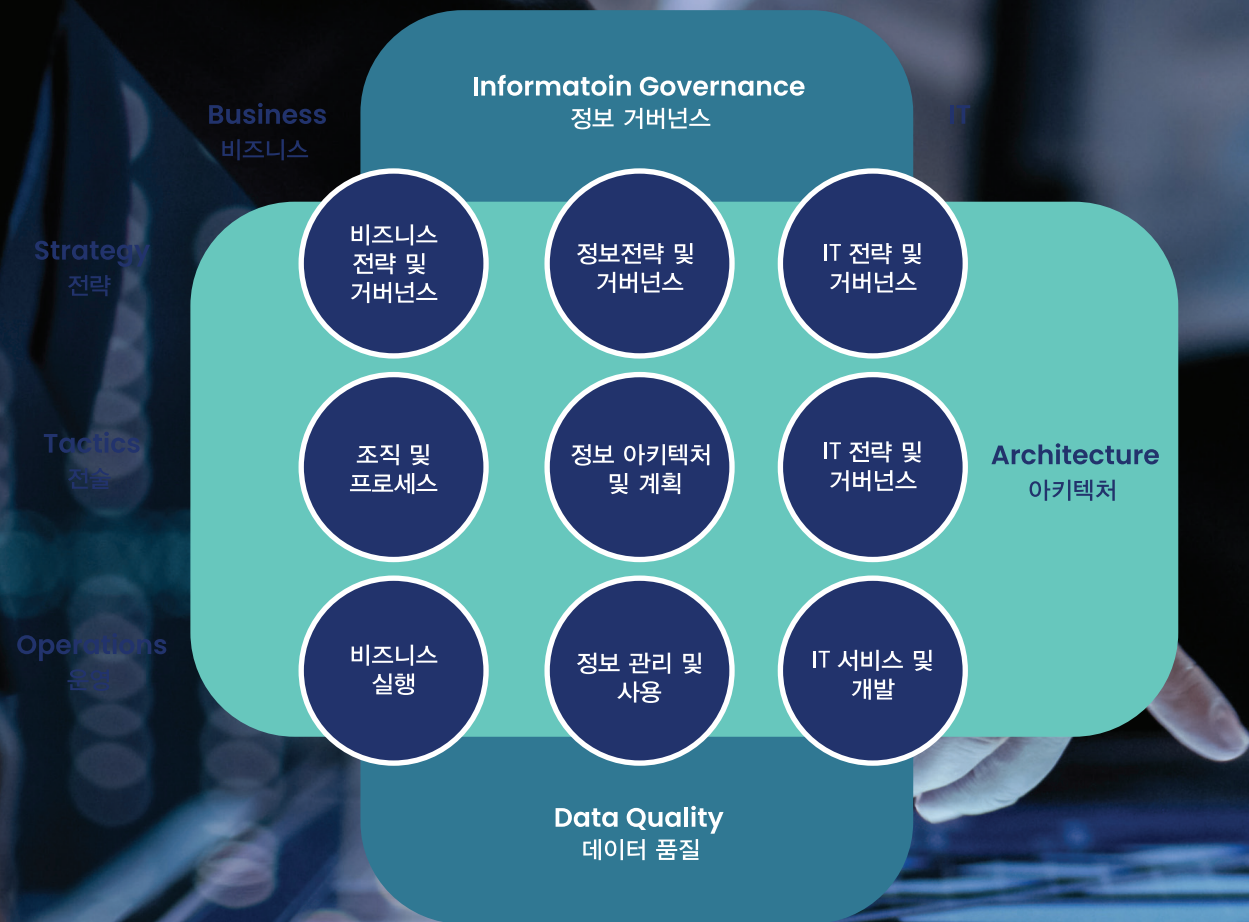 Informatoin Governance
정보 거버넌스
Business
비즈니스
IT
Strategy
전략
비즈니스
전략 및
거버넌스
정보전략 및
거버넌스
IT 전략 및
거버넌스
Tactics
전술
조직 및
프로세스
정보 아키텍처
및 계획
IT 전략 및
거버넌스
Architecture
아키텍처
Operations
운영
비즈니스
실행
정보 관리 및
사용
IT 서비스 및
개발
Data Quality
데이터 품질